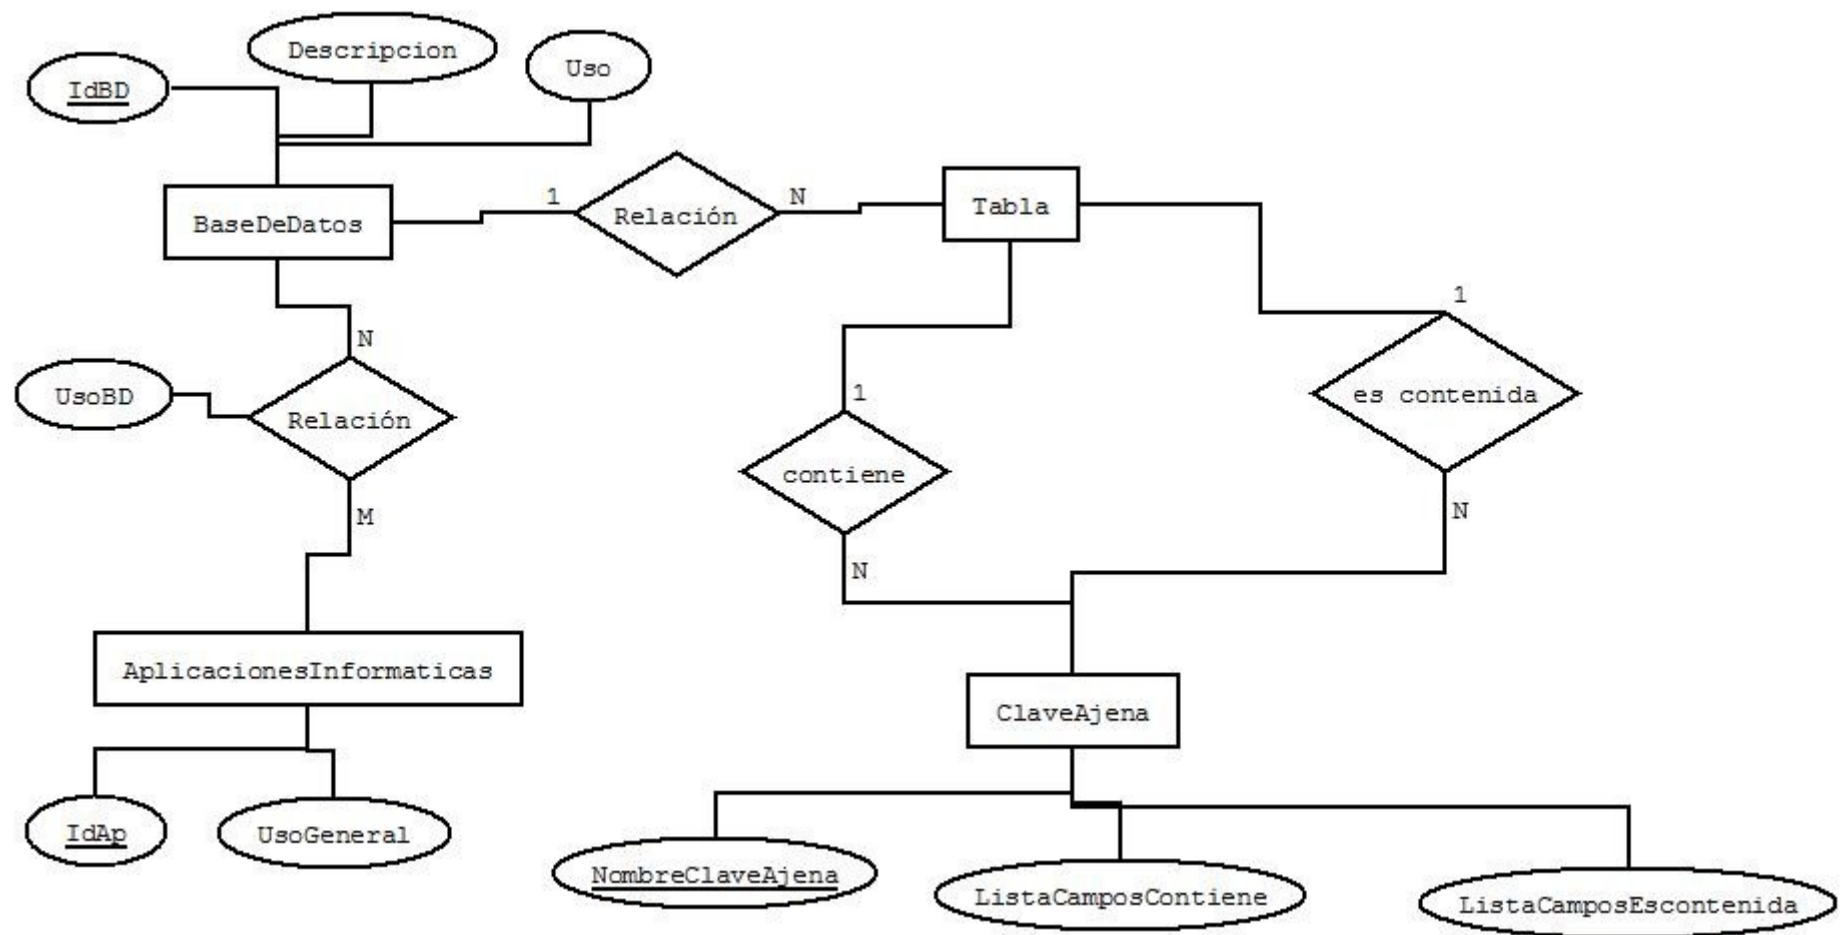 Descripcion
Uso
IdBD
1
N
Tabla
BaseDeDatos
Relación
1
N
UsoBD
Relación
1
es contenida
contiene
M
N
N
AplicacionesInformaticas
ClaveAjena
IdAp
UsoGeneral
NombreClaveAjena
ListaCamposContiene
ListaCamposEscontenida